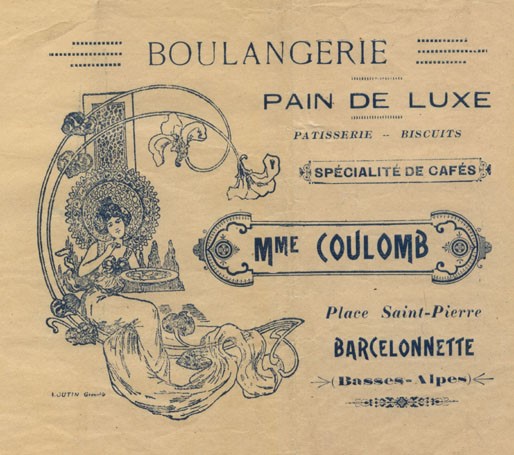 BOULANGERIE
PAIN DE LUXE
PATISSERIE -- BISCUITS
SPÉCIALITÉ DE CAFÉS
MME COULOMB
Place Saint-Pierre
BARCELONNETTE
(Basses-Alpes)